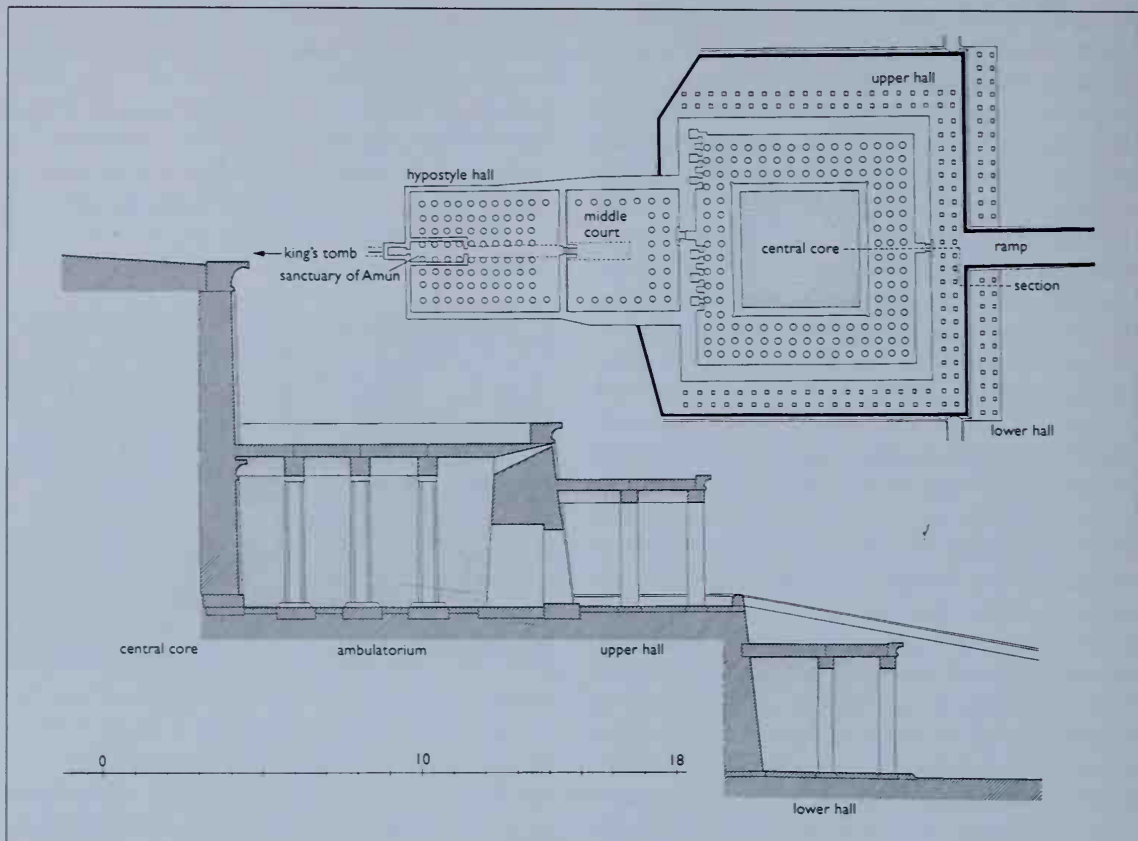 upper hall
hypostyle hall
middle
court
central core
ramp
king's tomb
sanctuary of Amun
section
lower hall
central core
ambulatorium
upper hall
0
10
18
lower hall